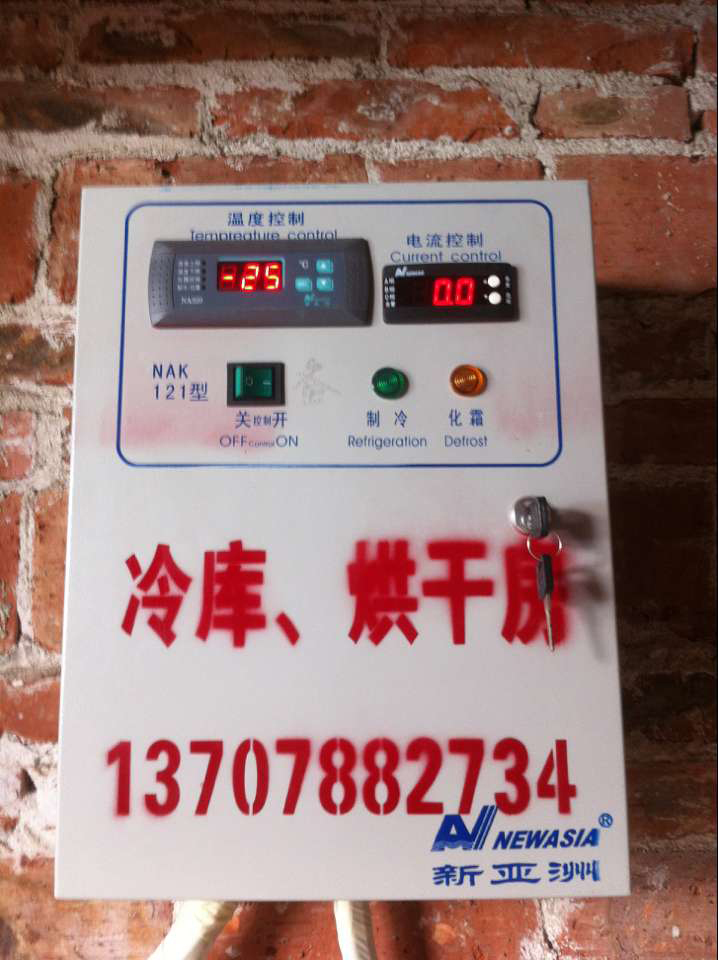 温度控制
Tempreature control
电流控制
Current control
-25
℃
NA820
0.0
NAK
121型
关控制开
OFF Control ON
制冷
Refrigeration
化霜
Defrost
冷库、烘干房
13707882734
NEWASIA®
新亚洲